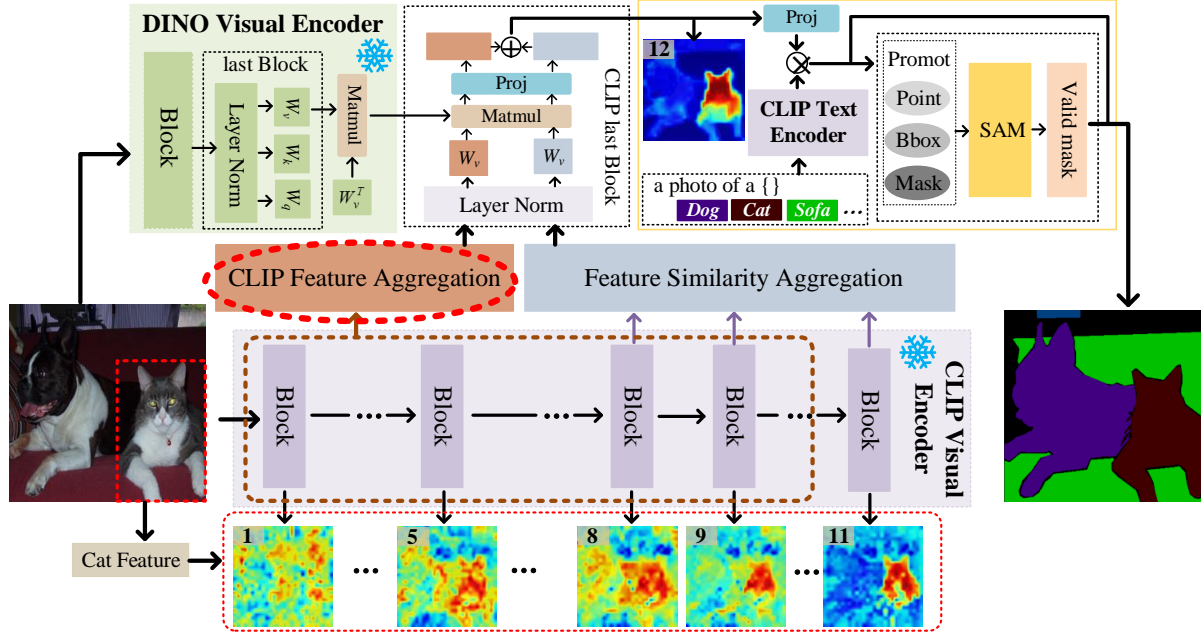 DINO Visual Encoder
last Block
Block
Layer Norm
W_v
W_k
W_q
Matmul
W_v^T
Proj
Matmul
W_v
W_v
Layer Norm
CLIP last Block
12
Proj
CLIP Text
Encoder
a photo of a {}
Dog
Cat
Sofa
...
Promot
Point
Bbox
Mask
SAM
Valid mask
CLIP Feature Aggregation
Feature Similarity Aggregation
Block
...
Block
...
Block
Block
...
Block
CLIP Visual
Encoder
Cat Feature
1
...
5
...
8
9
...
11